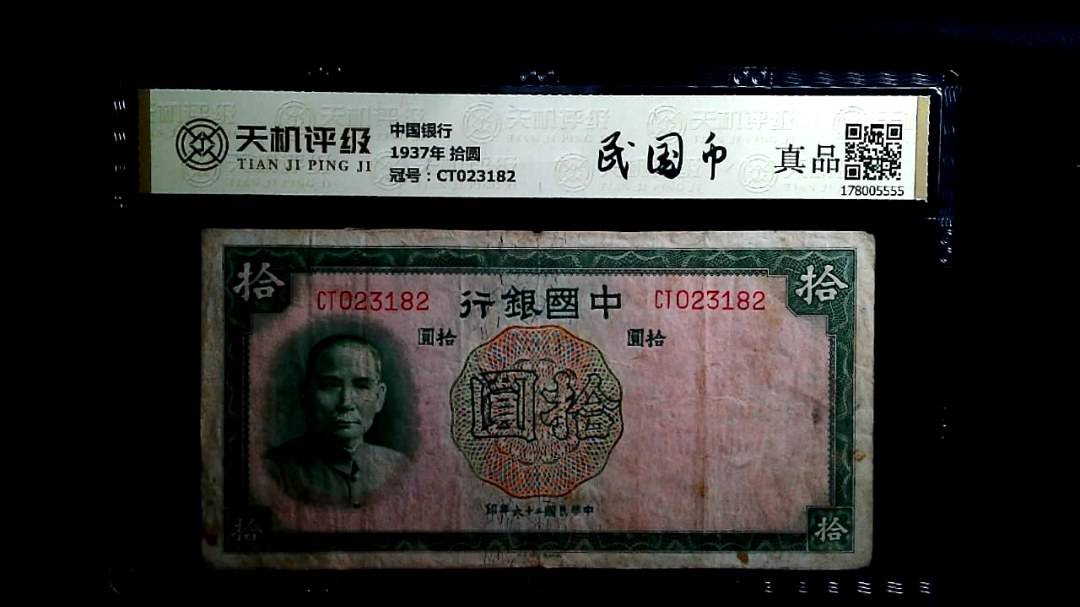 天机评级
TIAN JI PING JI
中国银行
1937年 拾圆
冠号：CT023182
民国币
真品
178005555
拾
拾
CT023182
行銀國中
CT023182
圓拾
圓拾
圓拾
印年六十二國民華中
拾
拾